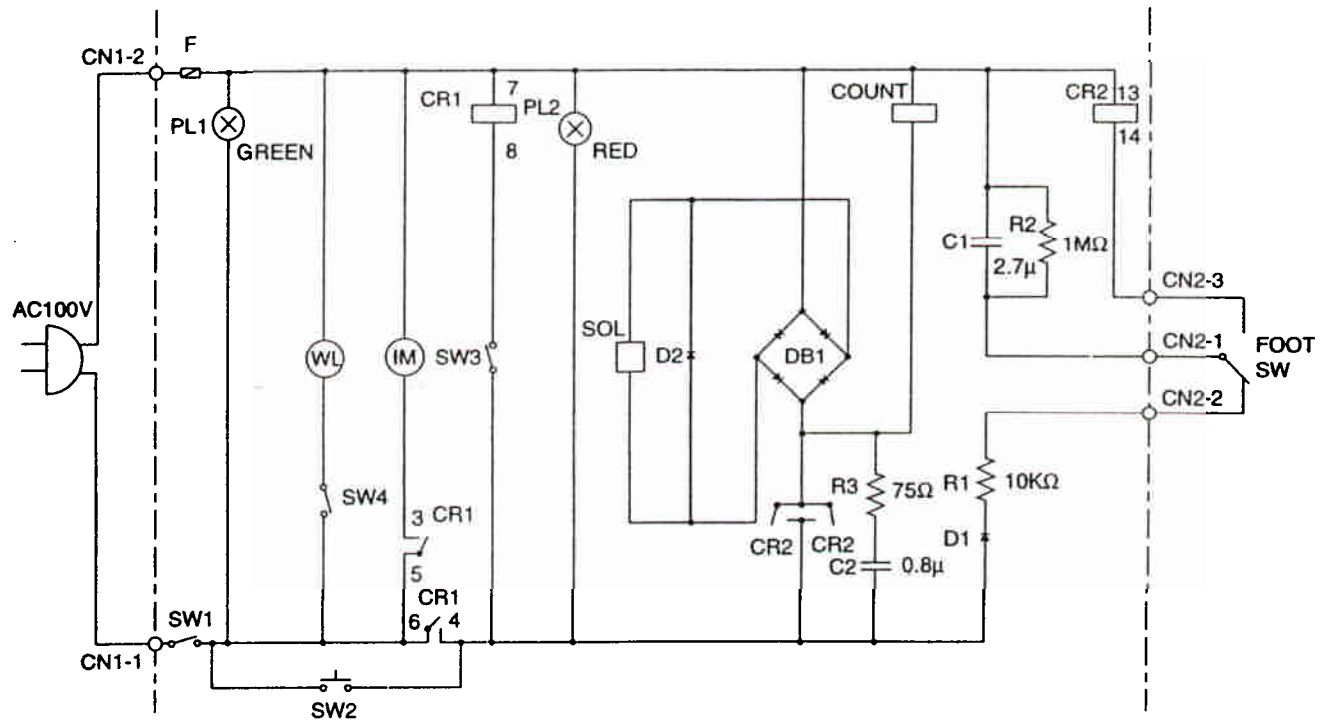 F
CN1-2
PL1
GREEN
CR1
7
8
PL2
RED
COUNT
CR2
13
14
C1
2.7μ
R2
1MΩ
CN2-3
AC100V
WL
IM
SW3
SOL
D2
DB1
CN2-1
FOOT
SW
CN2-2
SW4
3
CR1
5
CR2
CR2
R3
75Ω
R1
10KΩ
D1
C2
0.8μ
SW1
6
CR1
4
CN1-1
SW2